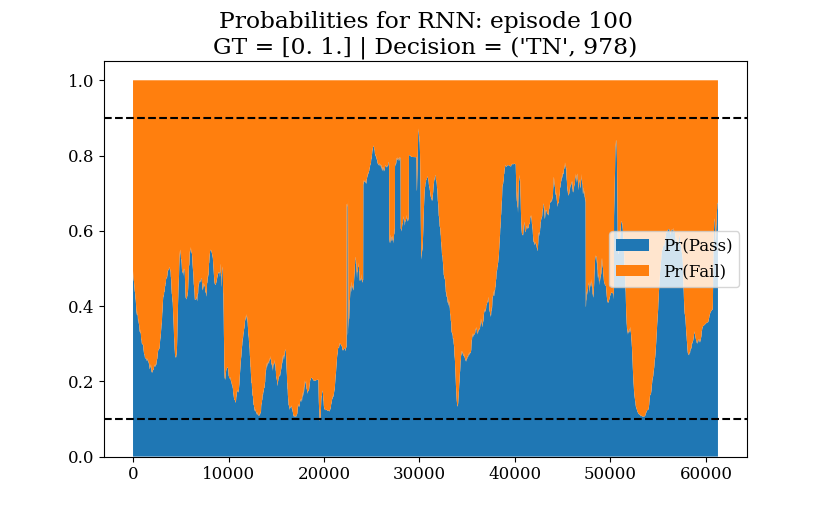 Probabilities for RNN: episode 100
GT = [0. 1.] | Decision = ('TN', 978)
1.0
0.8
0.6
0.4
0.2
0.0
Pr(Pass)
Pr(Fail)
0 10000 20000 30000 40000 50000 60000